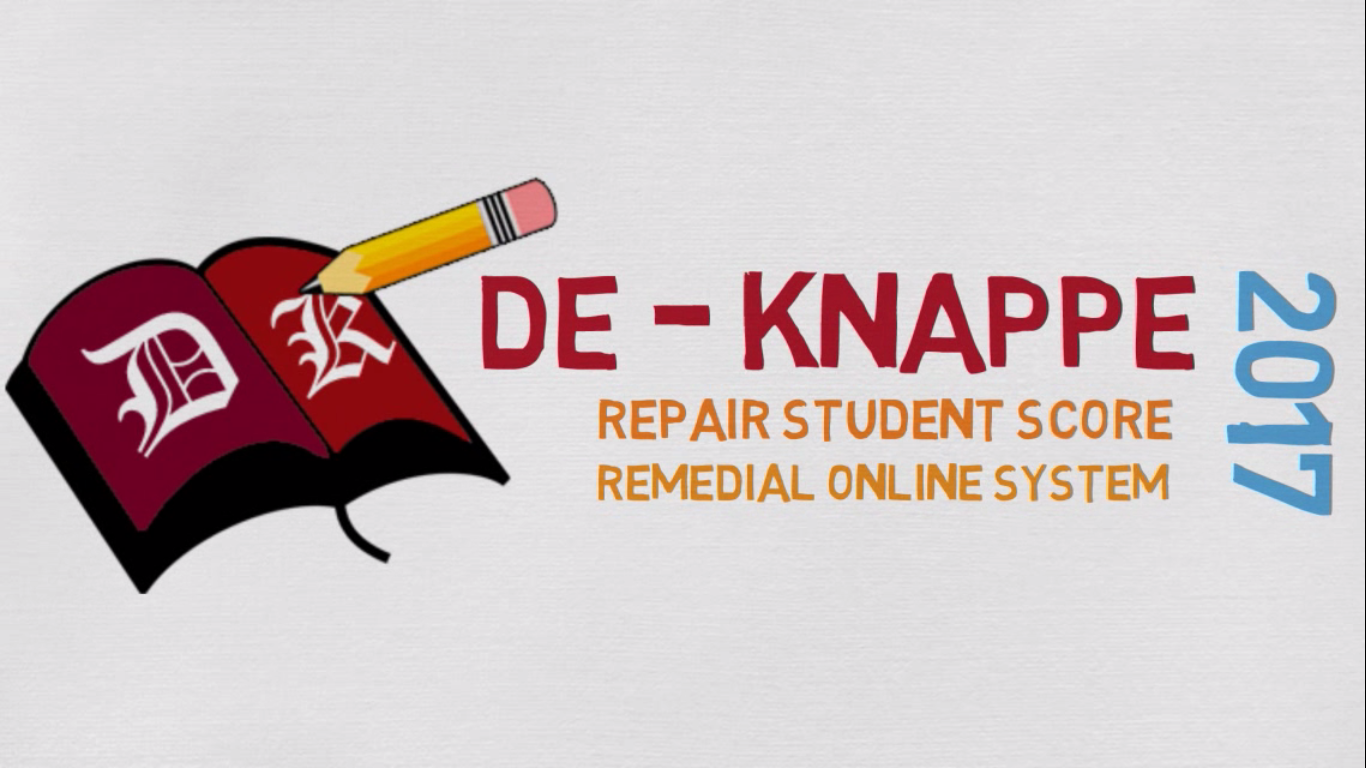 D K
DE - KNAPPE
REPAIR STUDENT SCORE
REMEDIAL ONLINE SYSTEM
2017